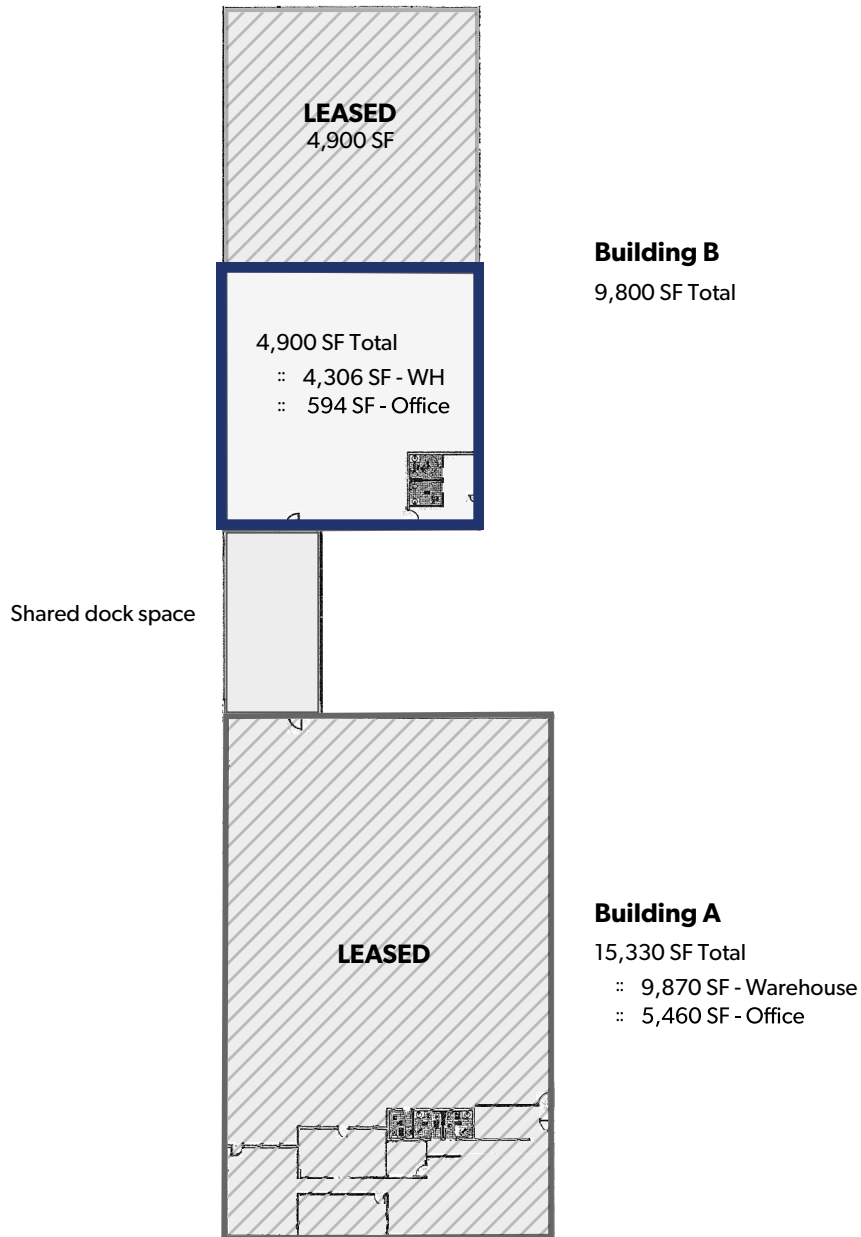 LEASED
4,900 SF
Building B
9,800 SF Total
4,900 SF Total
:: 4,306 SF - WH
:: 594 SF - Office
Shared dock space
LEASED
Building A
15,330 SF Total
:: 9,870 SF - Warehouse
:: 5,460 SF - Office